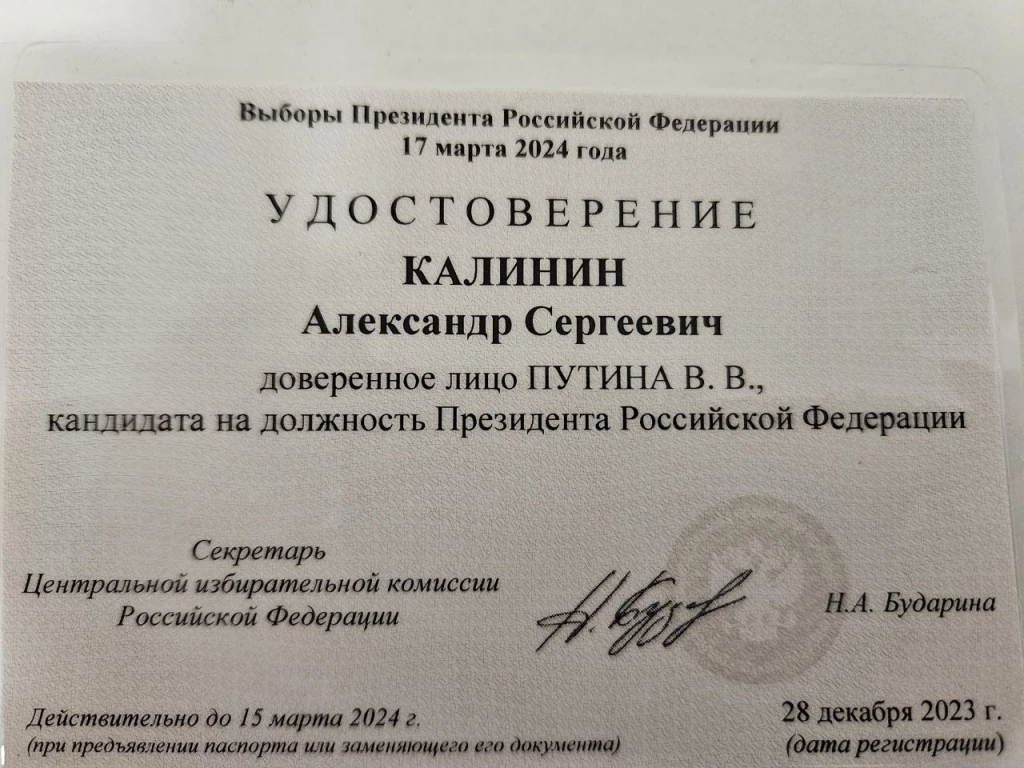 Выборы Президента Российской Федерации
17 марта 2024 года
УДОСТОВЕРЕНИЕ
КАЛИНИН
Александр Сергеевич
доверенное лицо ПУТИНА В. В.,
кандидата на должность Президента Российской Федерации
Секретарь
Центральной избирательной комиссии
Российской Федерации
Н.А. Бударина
Действительно до 15 марта 2024 г.
(при предъявлении паспорта или заменяющего его документа)
28 декабря 2023 г.
(дата регистрации)